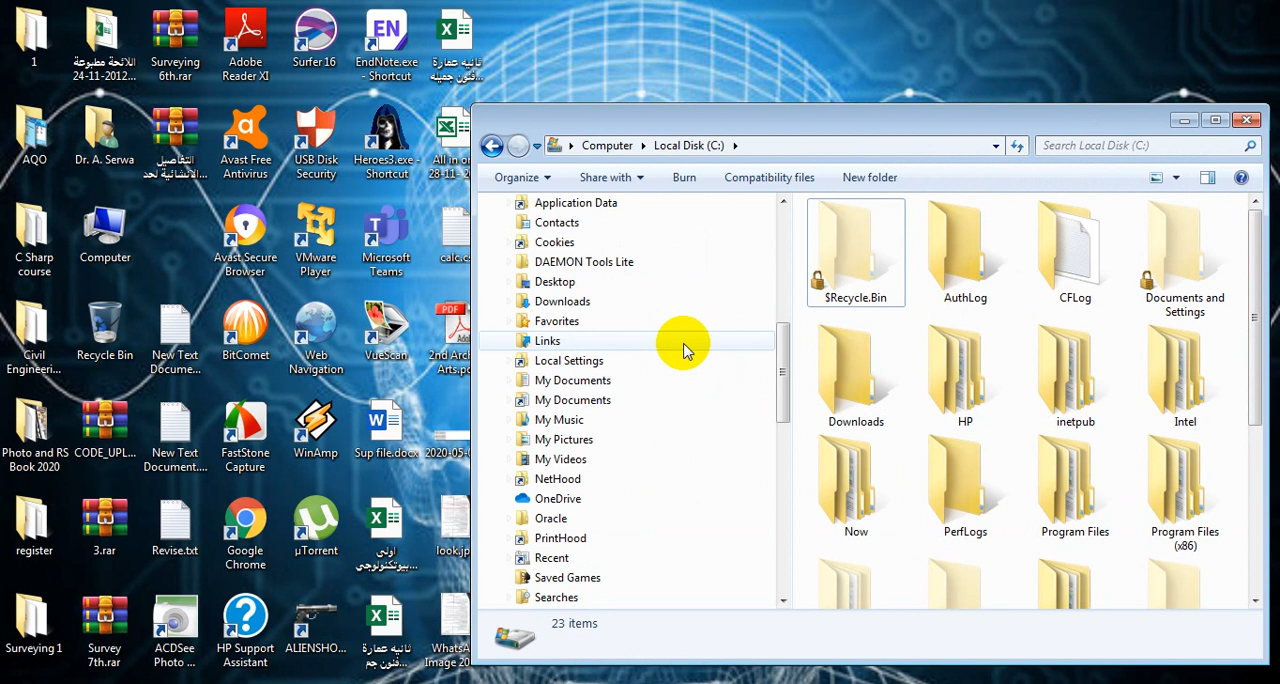 1
اللائحة مطبوعة
24-11-2012...
Surveying
6th.rar
Adobe
Reader XI
Surfer 16
EN
EndNote.exe
- Shortcut
ثانيه عمارة
فنون جميله...
AQO
Dr. A. Serwa
التفاصيل
الانشائية لحد...
Avast Free
Antivirus
USB Disk
Security
Heroes3.exe -
Shortcut
All in on
28-11-
C Sharp
course
Computer
Avast Secure
Browser
VMware
Player
Microsoft
Teams
calc.c
Civil
Engineeri...
Recycle Bin
New Text
Docume...
BitComet
Web
Navigation
VueScan
PDF
2nd Arc
Arts.p
Photo and RS
Book 2020
CODE_UPL...
New Text
Document....
FastStone
Capture
WinAmp
Sup file.docx
2020-05-0
register
3.rar
Revise.txt
Google
Chrome
µTorrent
اولى
بيوتكنولوجى...
look.jp
Surveying 1
Survey
7th.rar
ACDSee
Photo ...
HP Support
Assistant
ALIENSHO...
ثانيه عمارة
فنون جم...
WhatsA
Image 20
Computer
Local Disk (C:)
Search Local Disk (C:)
Organize
Share with
Burn
Compatibility files
New folder
Application Data
Contacts
Cookies
DAEMON Tools Lite
Desktop
Downloads
Favorites
Links
Local Settings
My Documents
My Documents
My Music
My Pictures
My Videos
NetHood
OneDrive
Oracle
PrintHood
Recent
Saved Games
Searches
$Recycle.Bin
AuthLog
CFLog
Documents and
Settings
Downloads
HP
inetpub
Intel
Now
PerfLogs
Program Files
Program Files
(x86)
23 items